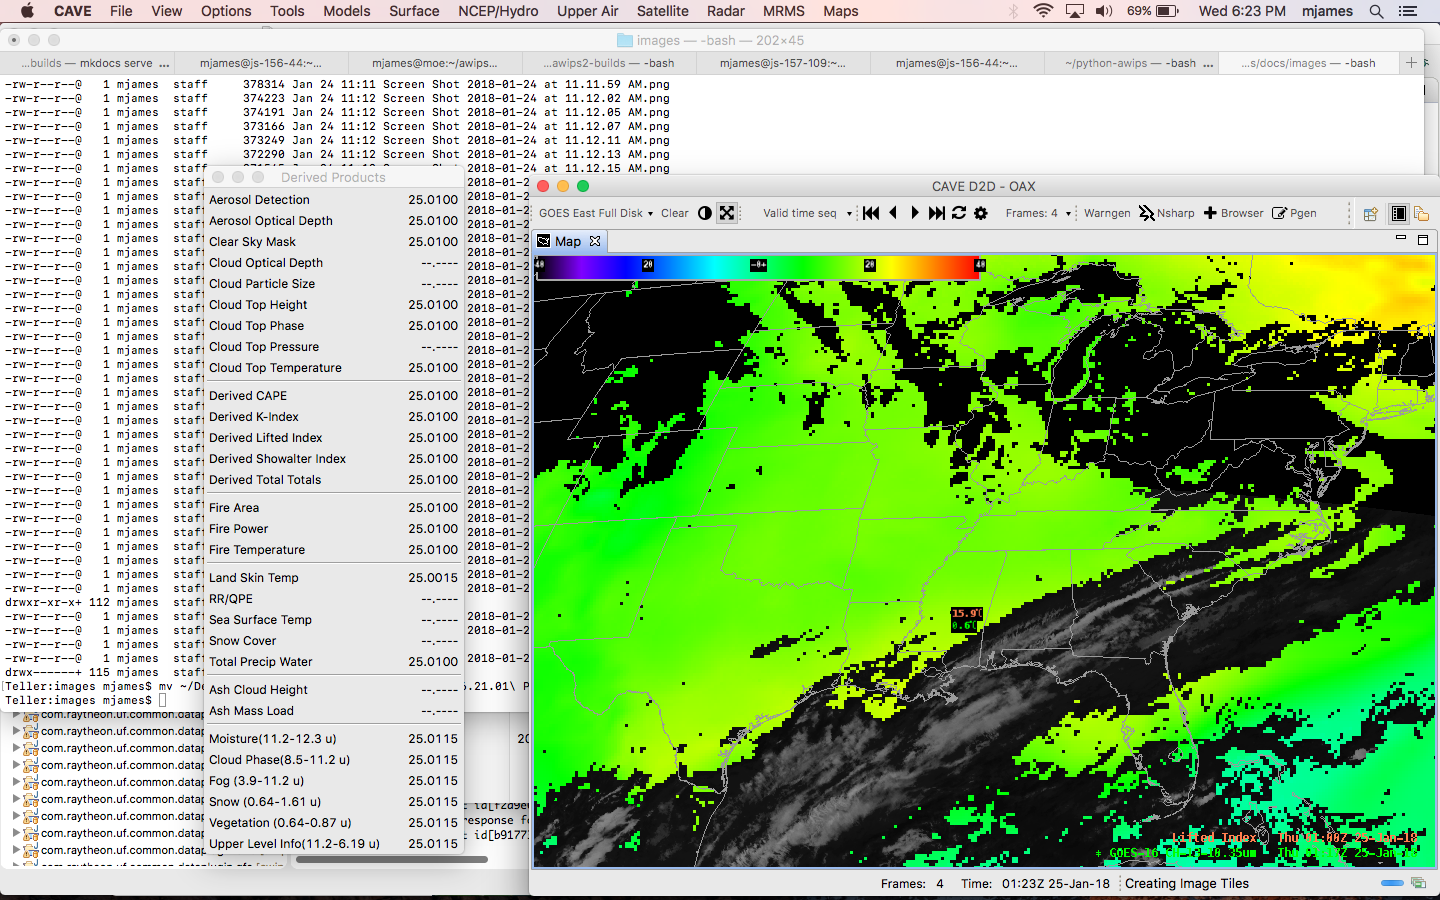 CAVE File View Options Tools Models Surface NCEP/Hydro Upper Air Satellite Radar MRMS Maps 69% Wed 6:23 PM mjames
images — -bash — 202×45
...builds — mkdocs serve ... mjames@js-156-44:~... mjames@moe:~/awips... ...awips2-builds — -bash mjames@js-157-109:~... mjames@js-156-44:~... ~/python-awips — -bash ... ...s/docs/images — -bash
-rw-r--r--@ 1 mjames staff 378314 Jan 24 11:11 Screen Shot 2018-01-24 at 11.11.59 AM.png
-rw-r--r--@ 1 mjames staff 374223 Jan 24 11:12 Screen Shot 2018-01-24 at 11.12.02 AM.png
-rw-r--r--@ 1 mjames staff 374191 Jan 24 11:12 Screen Shot 2018-01-24 at 11.12.05 AM.png
-rw-r--r--@ 1 mjames staff 373166 Jan 24 11:12 Screen Shot 2018-01-24 at 11.12.07 AM.png
-rw-r--r--@ 1 mjames staff 373249 Jan 24 11:12 Screen Shot 2018-01-24 at 11.12.11 AM.png
-rw-r--r--@ 1 mjames staff 372290 Jan 24 11:12 Screen Shot 2018-01-24 at 11.12.13 AM.png
-rw-r--r--@ 1 mjames staff Jan 24 11:12 Screen Shot 2018-01-24 at 11.12.15 AM.png
drwxr-xr-x+ 112 mjames staff
drwx------+ 115 mjames staff
[Teller:images mjames$ mv ~/De
Teller:images mjames$
Derived Products
Aerosol Detection 25.0100
Aerosol Optical Depth 25.0100
Clear Sky Mask 25.0100
Cloud Optical Depth --.----
Cloud Particle Size --.----
Cloud Top Height 25.0100
Cloud Top Phase 25.0100
Cloud Top Pressure --.----
Cloud Top Temperature 25.0100
Derived CAPE 25.0100
Derived K-Index 25.0100
Derived Lifted Index 25.0100
Derived Showalter Index 25.0100
Derived Total Totals 25.0100
Fire Area 25.0100
Fire Power 25.0100
Fire Temperature 25.0100
Land Skin Temp 25.0015
RR/QPE --.----
Sea Surface Temp --.----
Snow Cover --.----
Total Precip Water 25.0100
Ash Cloud Height --.----
Ash Mass Load --.----
Moisture(11.2-12.3 u) 25.0115
Cloud Phase(8.5-11.2 u) 25.0115
Fog (3.9-11.2 u) 25.0115
Snow (0.64-1.61 u) 25.0115
Vegetation (0.64-0.87 u) 25.0115
Upper Level Info(11.2-6.19 u) 25.0115
com.raytheon.uf.common.datap
com.raytheon.uf.common.datap
com.raytheon.uf.common.datap
com.raytheon.uf.common.datap
com.raytheon.uf.common.datap
com.raytheon.uf.common.datap
com.raytheon.uf.common.datap
com.raytheon.uf.common.datap
com.raytheon.uf.common.datap
CAVE D2D - OAX
GOES East Full Disk Clear Valid time seq Frames: 4 Warngen Nsharp Browser Pgen
Map
40 20 -0+ 20 40
15.9C
0.6C
Lifted Index Thu 01:00Z 25-Jan-18
Frames: 4 Time: 01:23Z 25-Jan-18 Creating Image Tiles